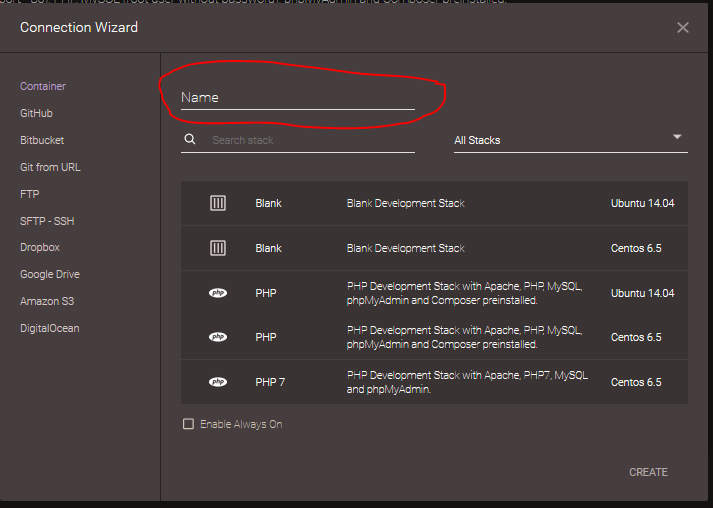 Connection Wizard
Container
GitHub
Bitbucket
Git from URL
FTP
SFTP - SSH
Dropbox
Google Drive
Amazon S3
DigitalOcean
Name
Search stack
All Stacks
Blank Blank Development Stack Ubuntu 14.04
Blank Blank Development Stack Centos 6.5
php PHP PHP Development Stack with Apache, PHP, MySQL, Ubuntu 14.04
phpMyAdmin and Composer preinstalled.
php PHP PHP Development Stack with Apache, PHP, MySQL, Centos 6.5
phpMyAdmin and Composer preinstalled.
php PHP 7 PHP Development Stack with Apache, PHP7, MySQL Centos 6.5
and phpMyAdmin.
Enable Always On
CREATE